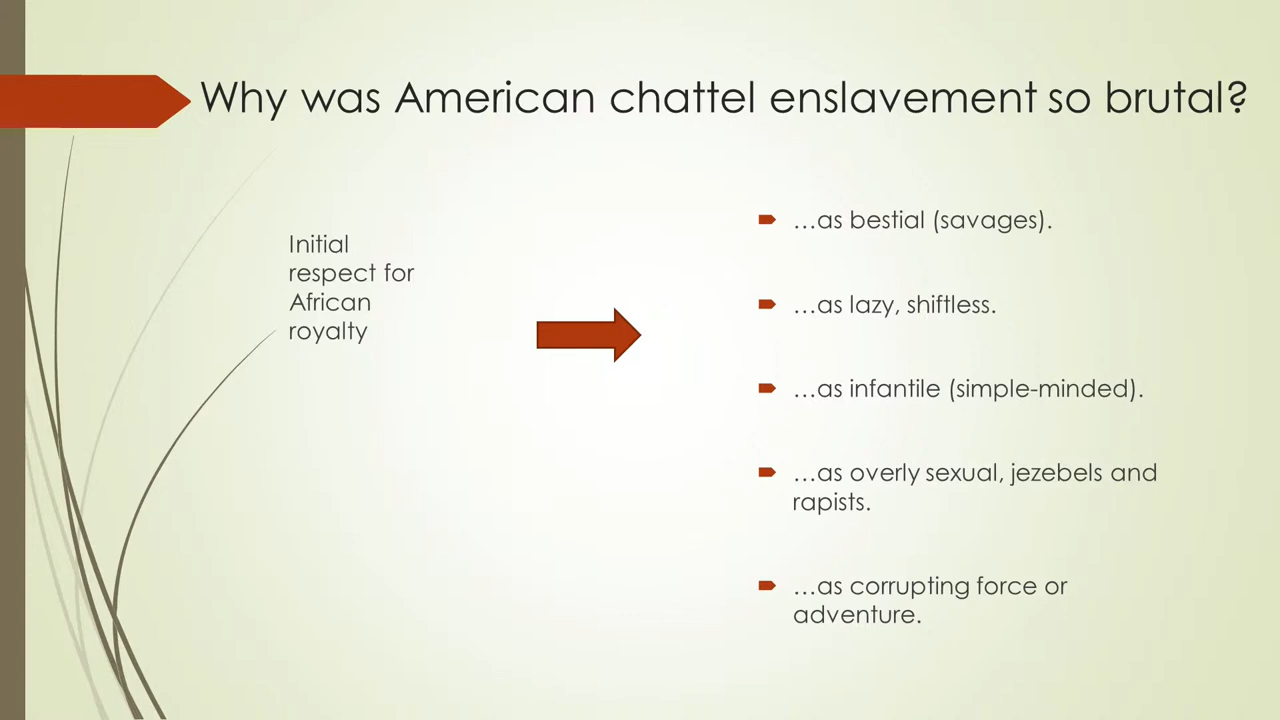 Why was American chattel enslavement so brutal?
Initial
respect for
African
royalty
…as bestial (savages).
…as lazy, shiftless.
…as infantile (simple-minded).
…as overly sexual, jezebels and
rapists.
…as corrupting force or
adventure.